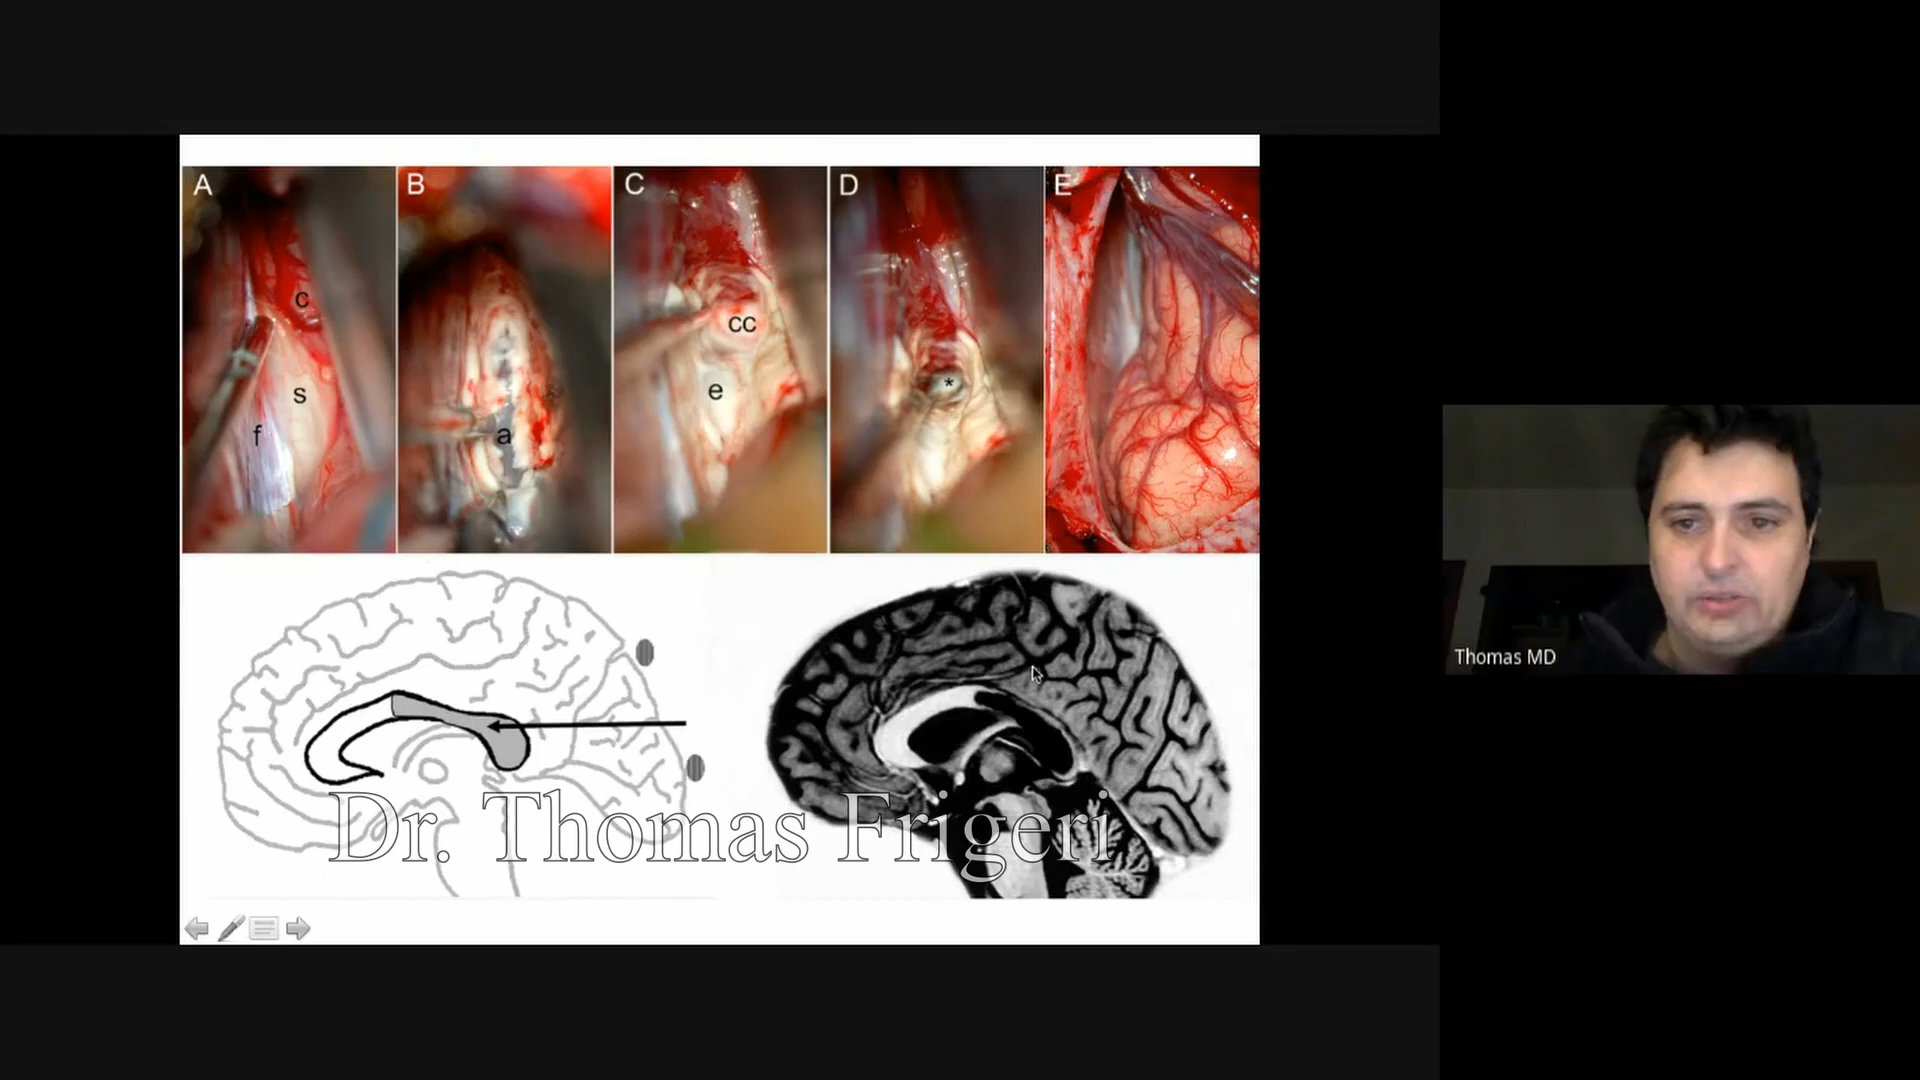 A B C D E
c
cc
s e *
f a
Thomas MD
Dr. Thomas Frigeri